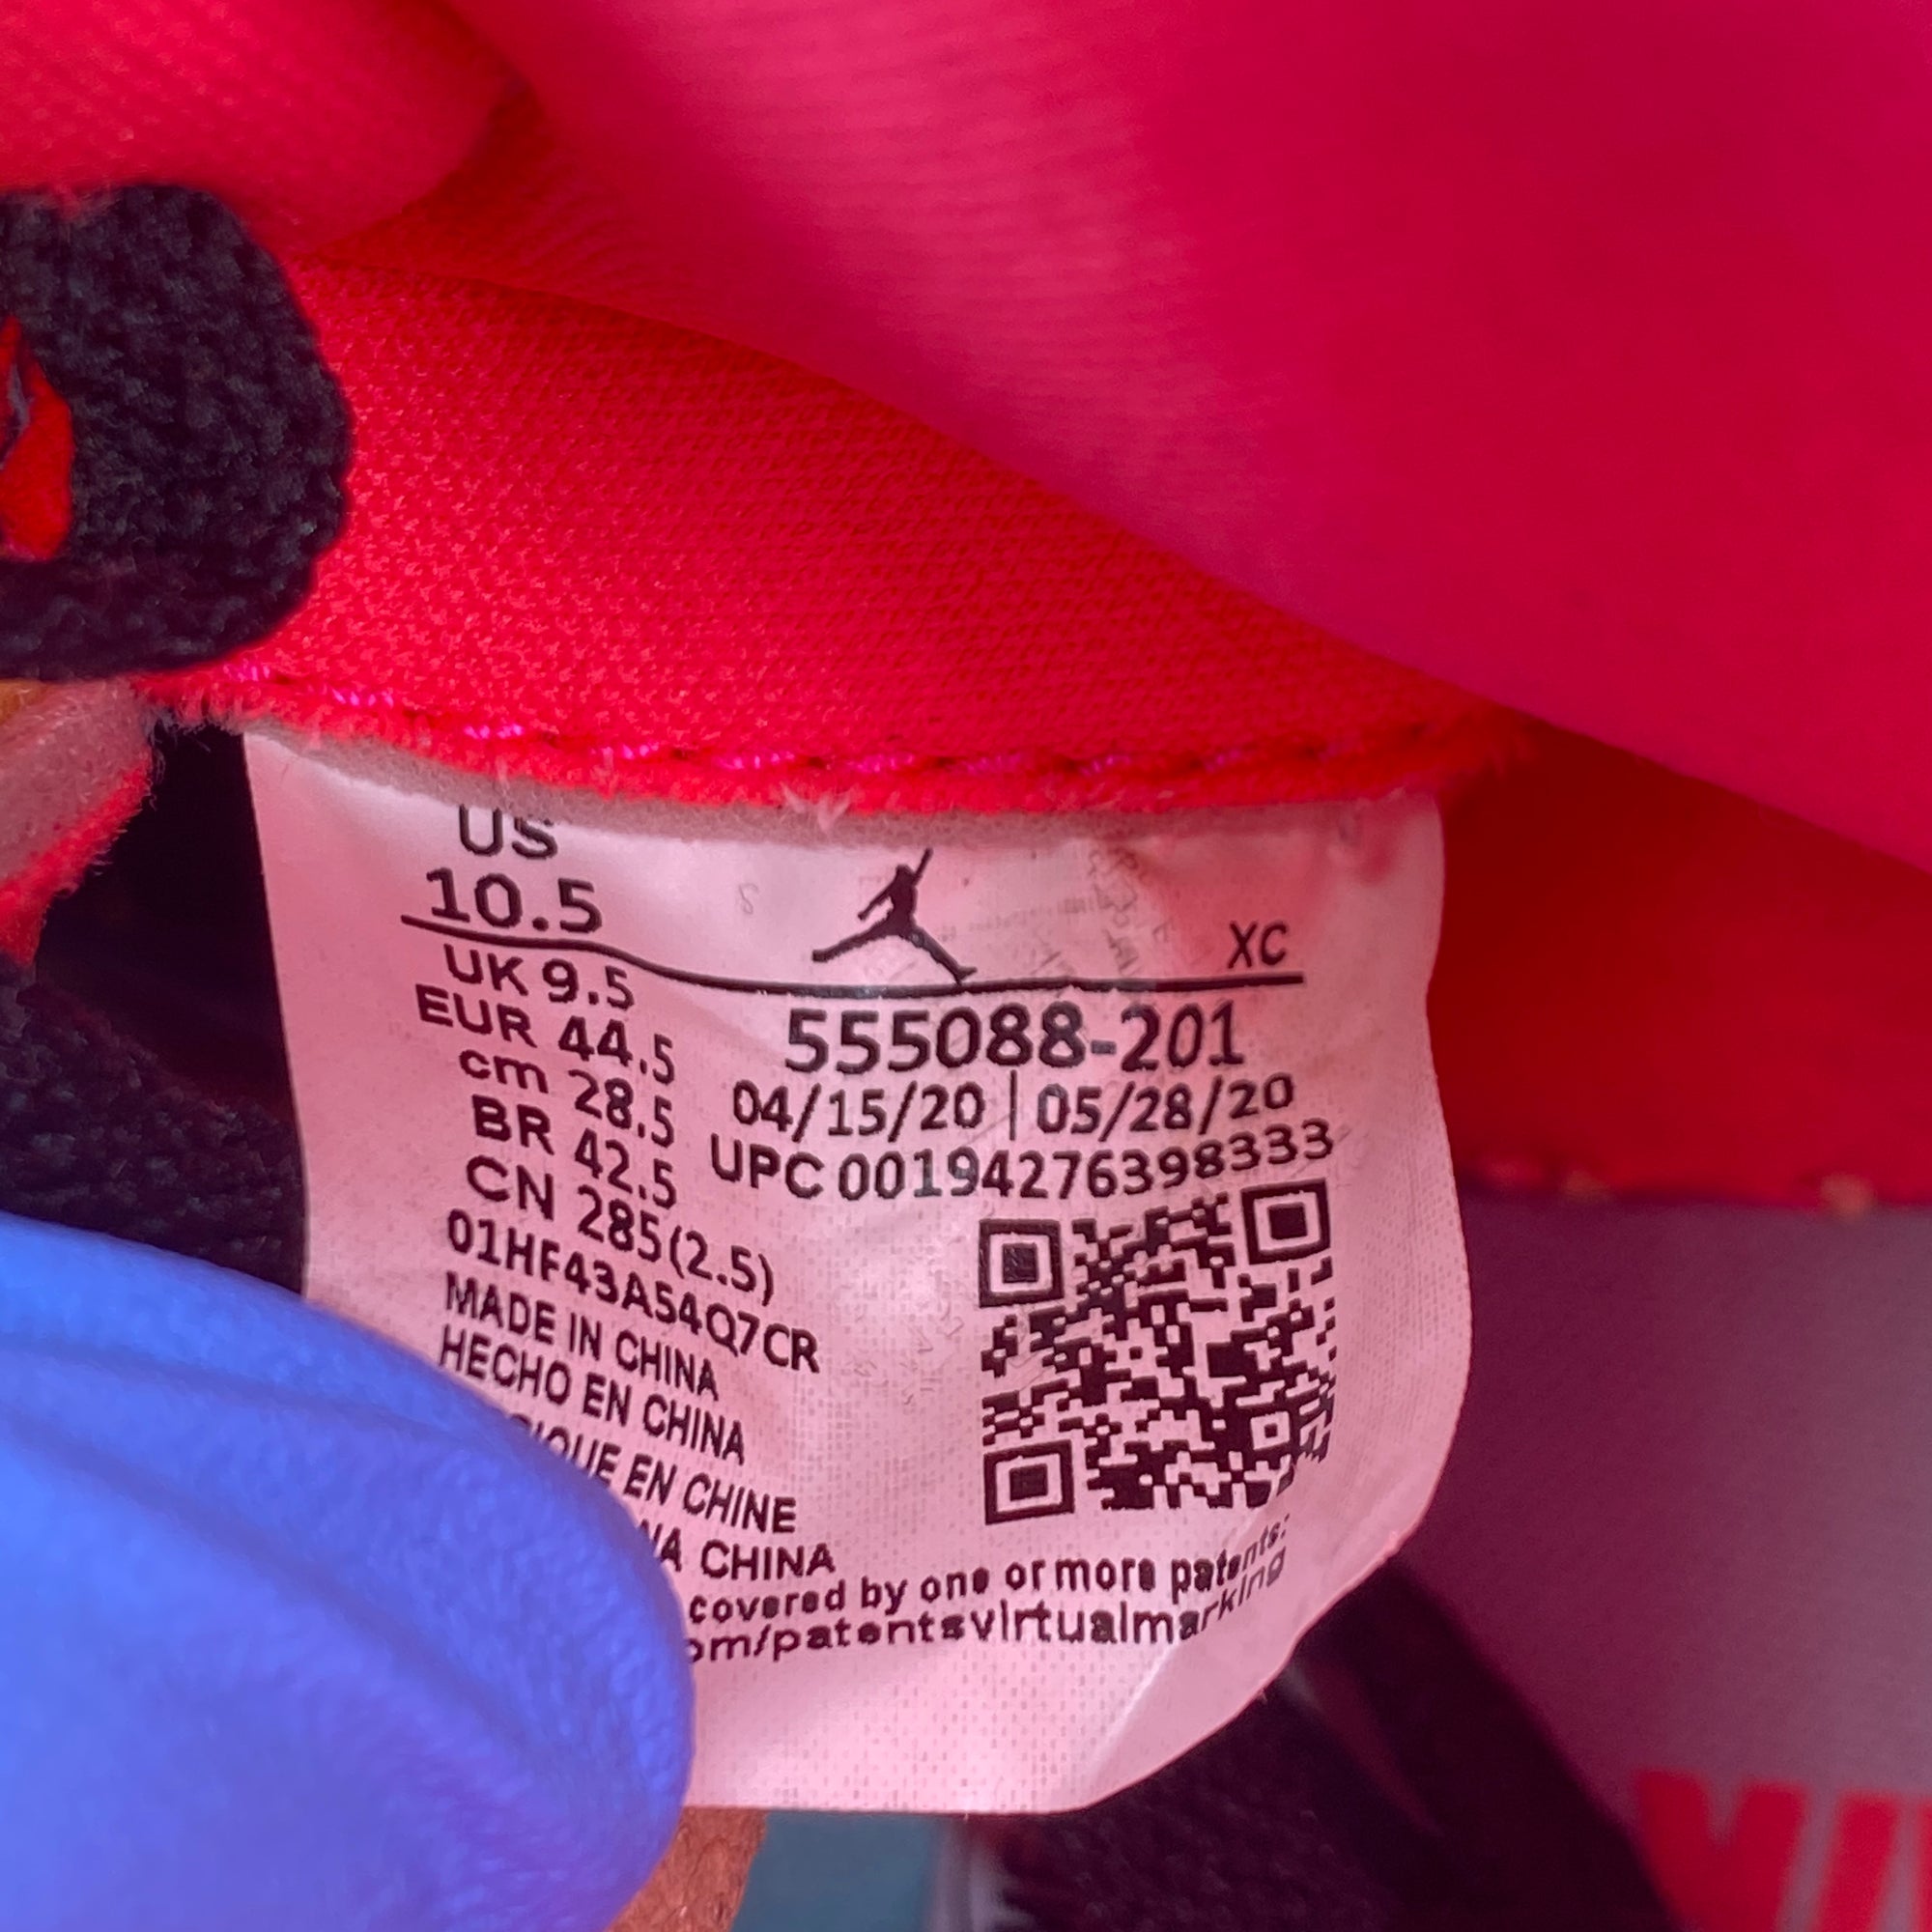 US
10.5
XC
UK 9.5
EUR 44.5
cm 28.5
BR 42.5
CN 285(2.5)
01HF43A54Q7CR
MADE IN CHINA
HECHO EN CHINA
EN CHINE
CHINA
555088-201
04/15/20 | 05/28/20
UPC 00194276398333
covered by one or more patents:
om/patentsvirtualmarking